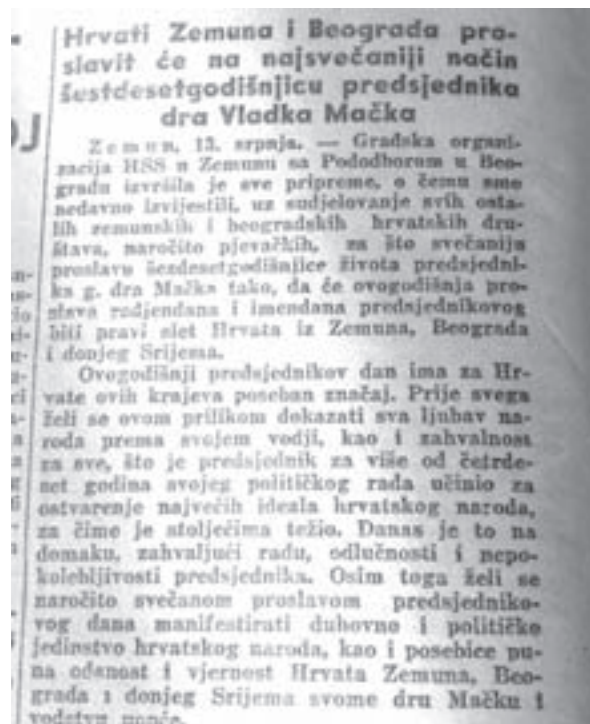 Hrvati Zemuna i Beograda pro-
slavit će na najsvečaniji način
šestdesetgodišnjicu predsjednika
dra Vladka Mačka
Zemun, 13. srpnja. — Gradska organi-
zacija HSS u Zemunu sa Pododborom u Beo-
gradu izvršila je sve pripreme, o čemu smo
nedavno izvijestili, uz sudjelovanje svih osta-
lih zemunskih i beogradskih hrvatskih dru-
štava, naročito pjevačkih, za što svečaniju
proslavu šezdesetgodišnjice života predsjedni-
ka g. dra Mačka tako, da će ovogodišnja pro-
slava rodjendana i imendana predsjednikovog
biti pravi slet Hrvata iz Zemuna, Beograda
i donjeg Srijema.
Ovogodišnji predsjednikov dan ima za Hr-
vate ovih krajeva poseban značaj. Prije svega
želi se ovom prilikom dokazati sva ljubav na-
roda prema svojem vodji, kao i zahvalnost
za sve, što je predsjednik za više od četrde-
set godina svojeg političkog rada učinio za
ostvarenje najvećih ideala hrvatskog naroda,
za čime je stoljećima težio. Danas je to na
domaku, zahvaljući radu, odlučnosti i nepo-
kolebljivosti predsjednika. Osim toga želi se
naročito svečanom proslavom predsjedniko-
vog dana manifestirati duhovno i političko
jedinstvo hrvatskog naroda, kao i posebice pu-
na odanost i vjernost Hrvata Zemuna, Beo-
grada i donjeg Srijema svome dru Mačku i
vodstvu